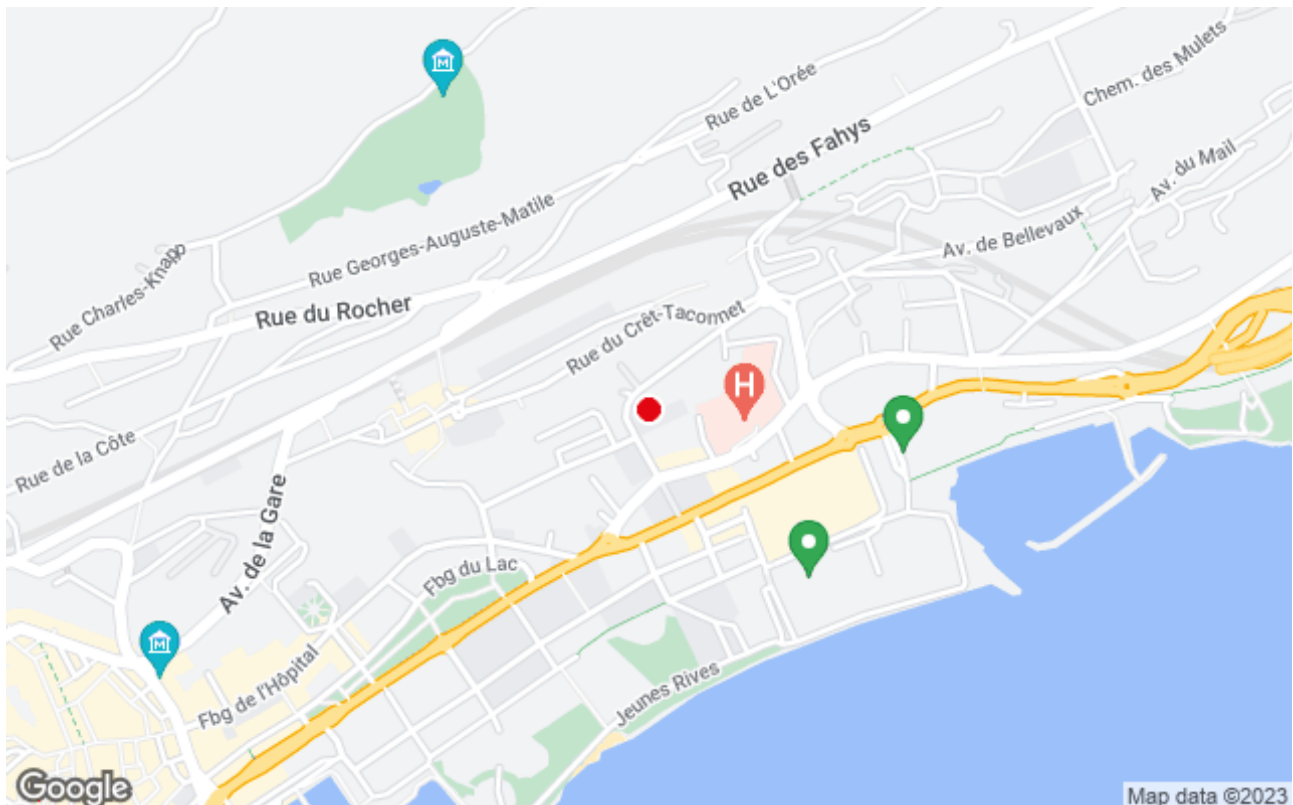 Chem. des Mulets
Rue de L'Orée
Rue des Fahys
Av. du Mail
M
Rue Georges-Auguste-Matile
Av. de Bellevaux
Rue Charles-Knapp
Rue du Rocher
Rue du Crêt-Taconnet
H
Rue de la Côte
Av. de la Gare
Fbg du Lac
M
Fbg de l'Hôpital
Jeunes Rives
Google
Map data ©2023